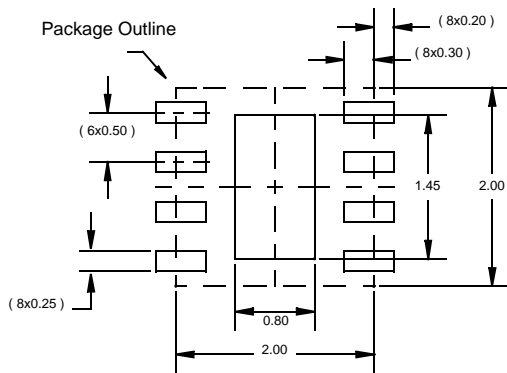 ( 8x0.20 )
Package Outline
( 8x0.30 )
( 6x0.50 )
1.45
2.00
( 8x0.25 )
0.80
2.00